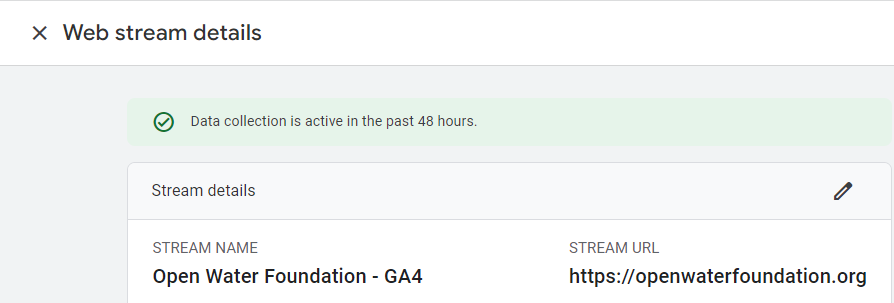 Web stream details
Data collection is active in the past 48 hours.
Stream details
STREAM NAME
Open Water Foundation - GA4
STREAM URL
https://openwaterfoundation.org